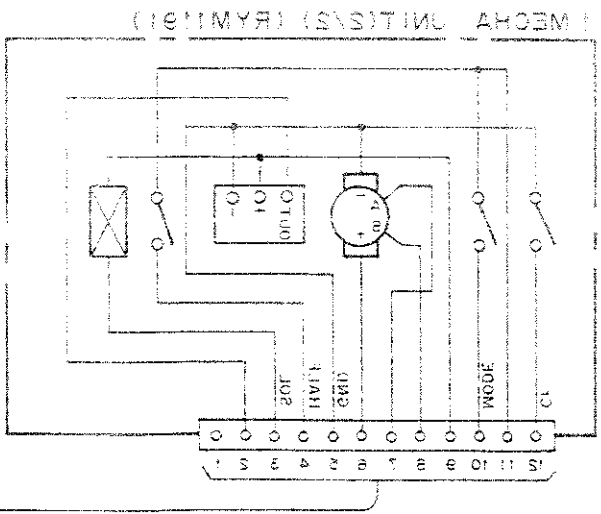 MECHA UNIT(2/2) (RYM1191)
- + OUT
-
+
SOL
HALF
GND
MODE
1 2 3 4 5 6 7 8 9 10 11 12